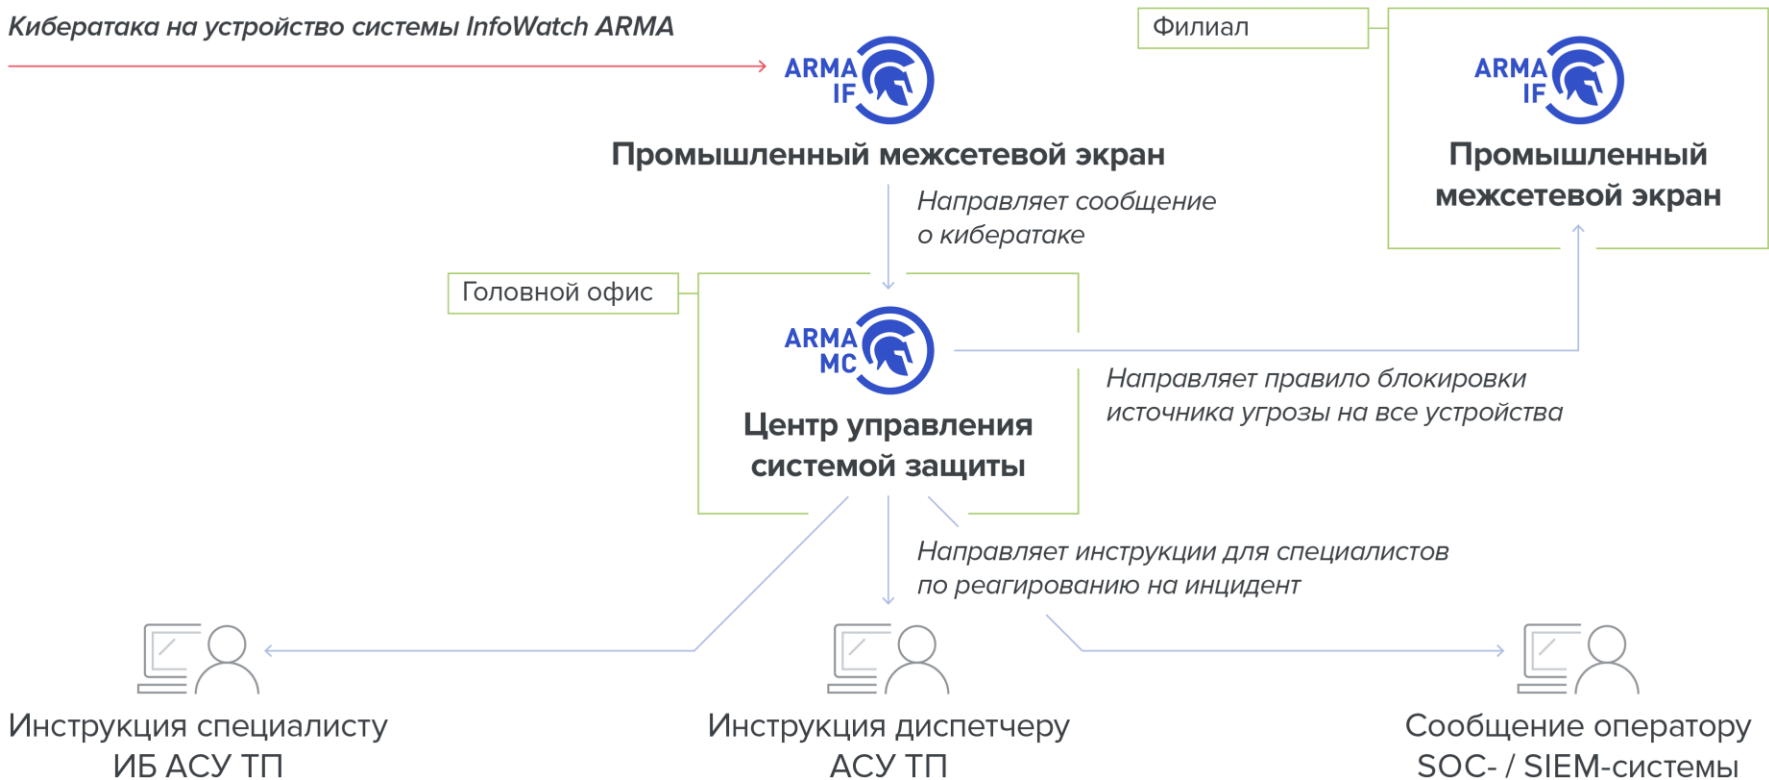 Кибератака на устройство системы InfoWatch ARMA
Филиал
ARMA
IF
Промышленный межсетевой экран
ARMA
IF
Промышленный
межсетевой экран
Направляет сообщение
о кибератаке
Головной офис
ARMA
MC
Центр управления
системой защиты
Направляет правило блокировки
источника угрозы на все устройства
Направляет инструкции для специалистов
по реагированию на инцидент
Инструкция специалисту
ИБ АСУ ТП
Инструкция диспетчеру
АСУ ТП
Сообщение оператору
SOC- / SIEM-системы